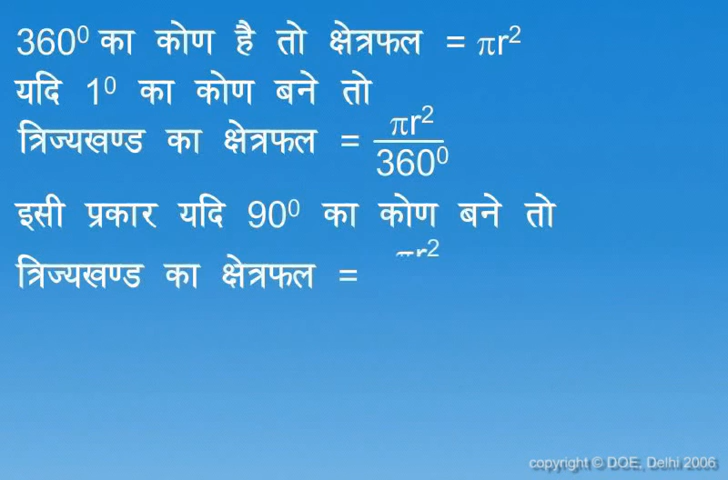 360⁰ का कोण है तो क्षेत्रफल = πr²
यदि 1⁰ का कोण बने तो
त्रिज्यखण्ड का क्षेत्रफल = πr²/360⁰
इसी प्रकार यदि 90⁰ का कोण बने तो
त्रिज्यखण्ड का क्षेत्रफल = πr²
copyright © DOE, Delhi 2006